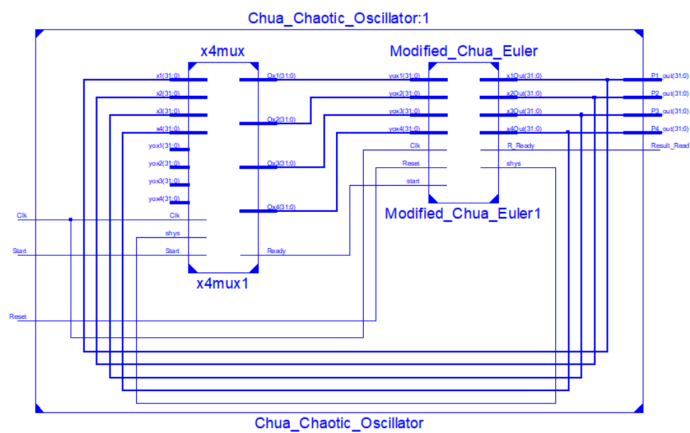 Chua_Chaotic_Oscillator:1
x4mux
Modified_Chua_Euler
x1(31:0)
Ox1(31:0)
yox1(31:0)
x1Out(31:0)
P1_out(31:0)
x2(31:0)
yox2(31:0)
x2Out(31:0)
P2_out(31:0)
x3(31:0)
Ox2(31:0)
yox3(31:0)
x3Out(31:0)
P3_out(31:0)
x4(31:0)
yox4(31:0)
x4Out(31:0)
P4_out(31:0)
yox1(31:0)
Clk
R_Ready
Result_Read
yox2(31:0)
Ox3(31:0)
Reset
shys
yox3(31:0)
start
yox4(31:0)
Ox4(31:0)
Modified_Chua_Euler1
Clk
Clk
shys
Start
Start
Ready
x4mux1
Reset
Chua_Chaotic_Oscillator